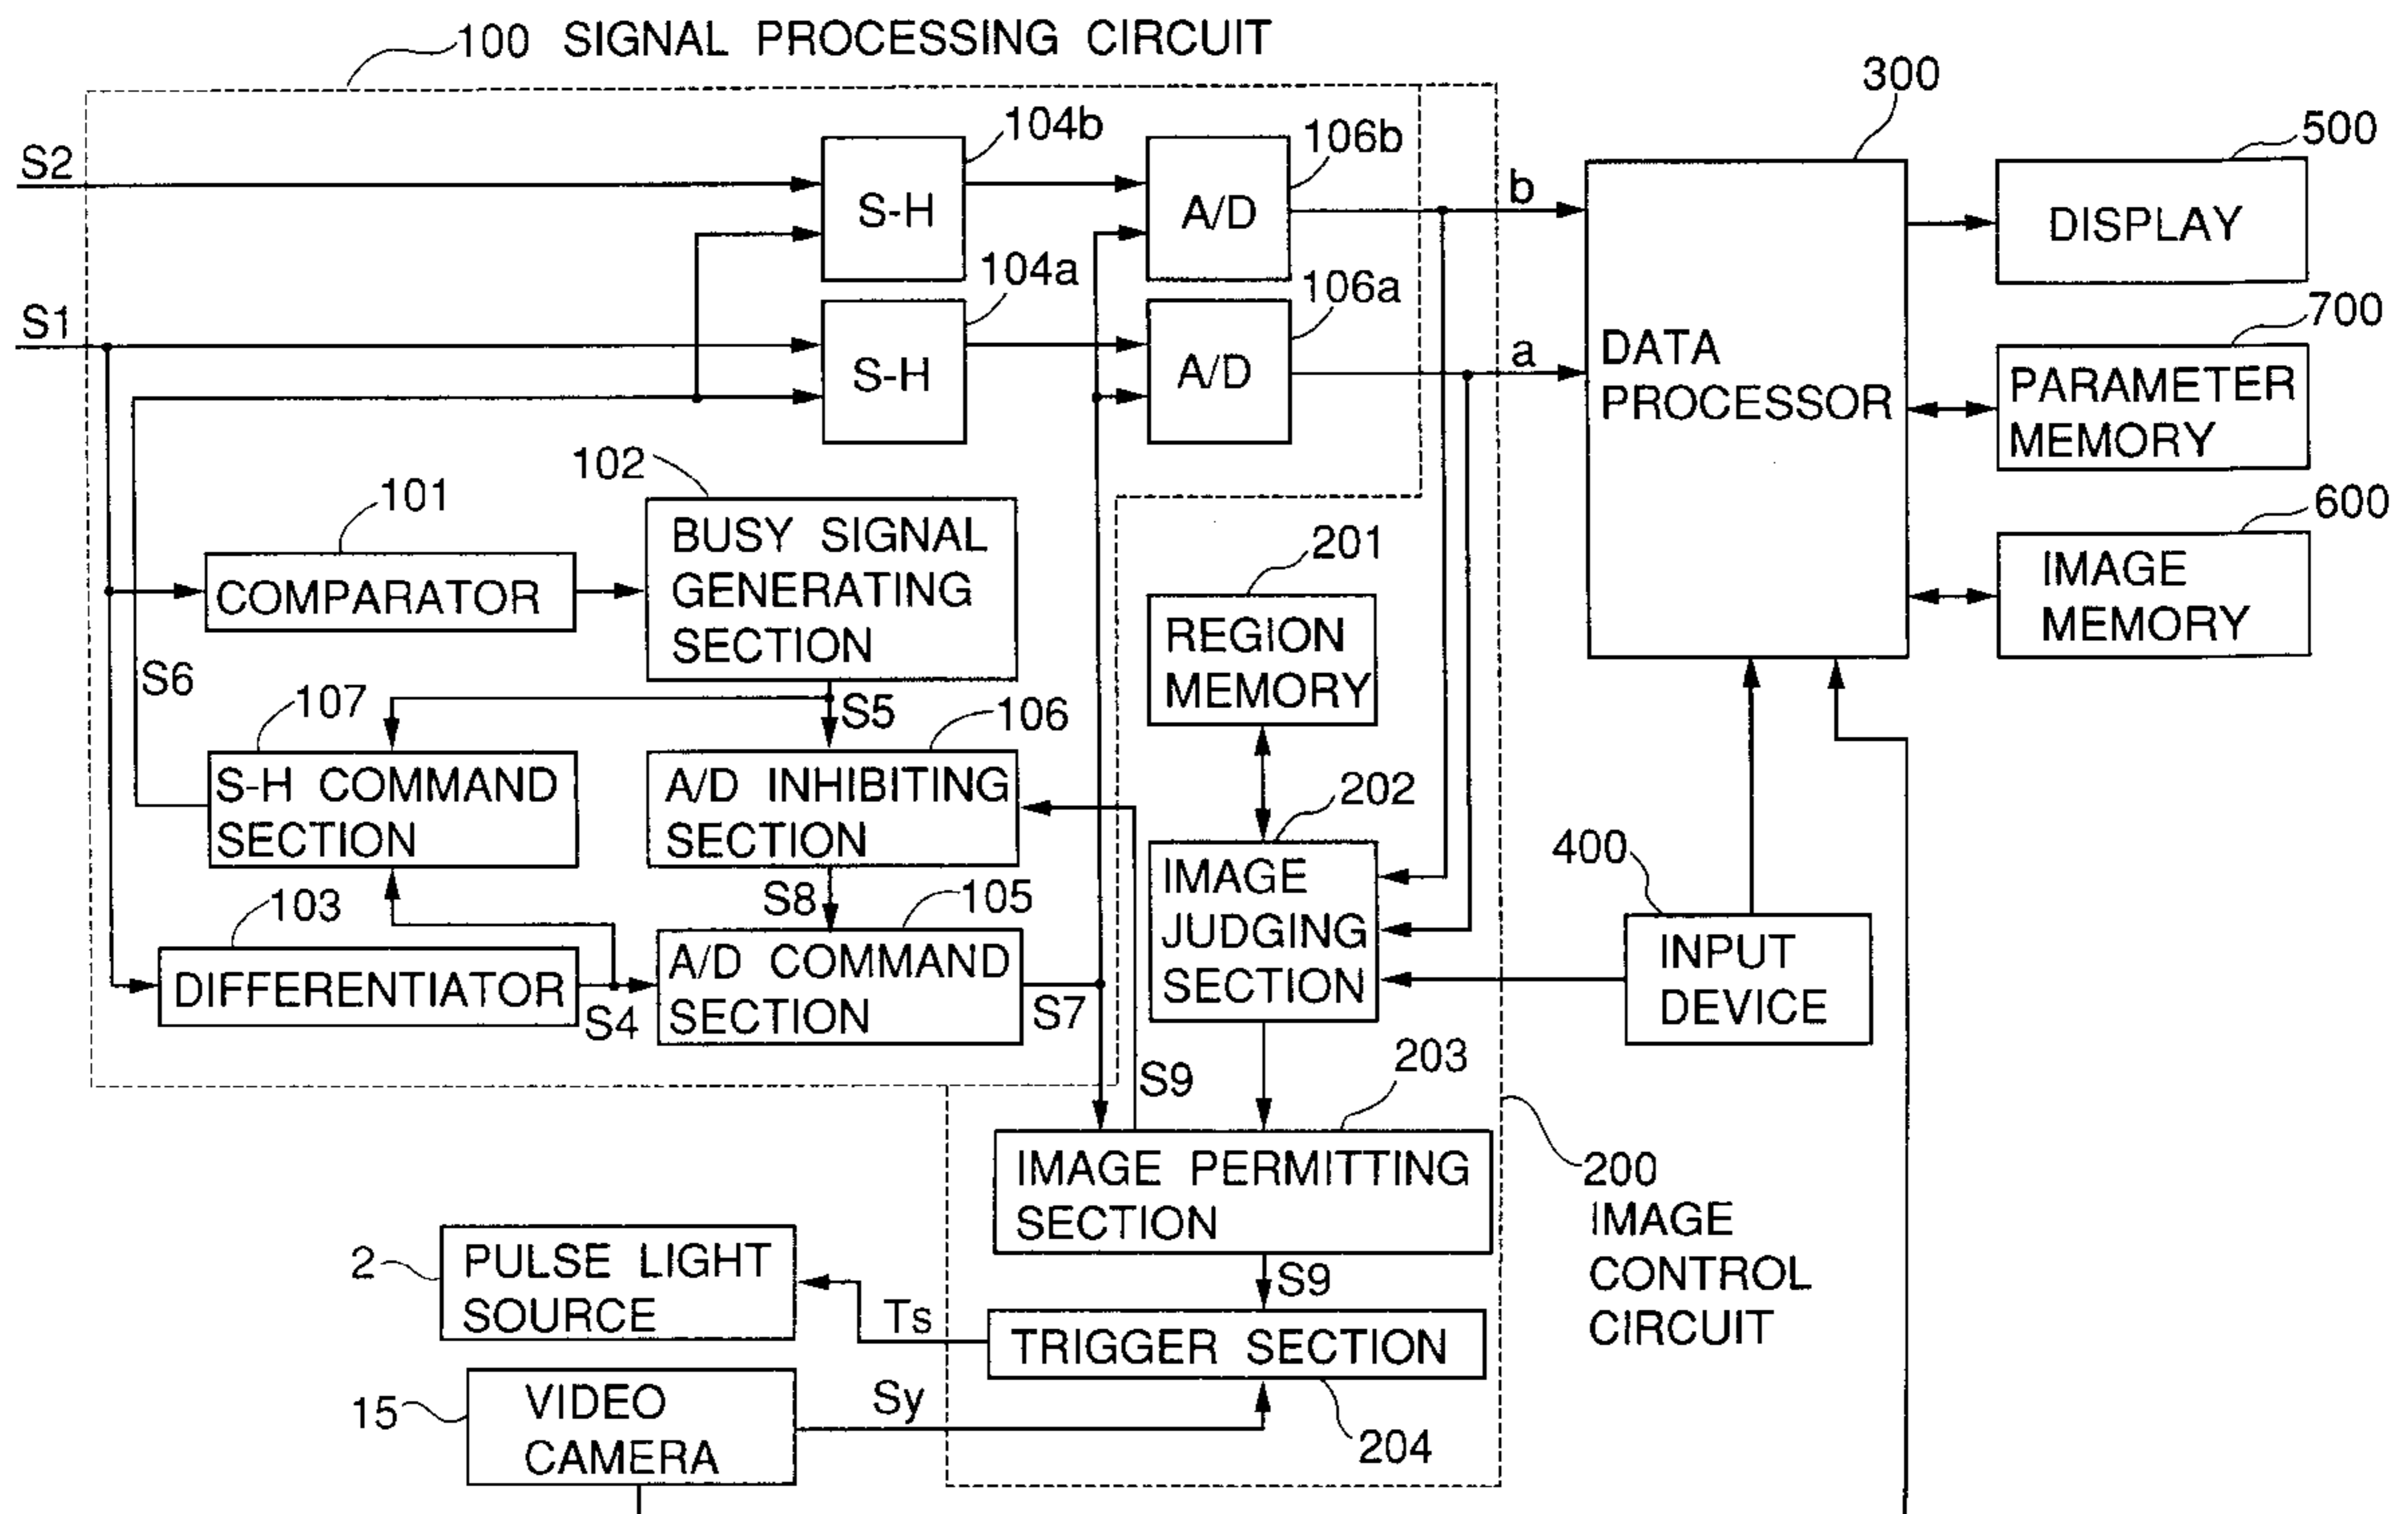 100 SIGNAL PROCESSING CIRCUIT
300
500
104b
106b
S2
b
S-H
A/D
DISPLAY
104a
106a
700
S1
a
S-H
A/D
DATA
PROCESSOR
PARAMETER
MEMORY
102
101
600
BUSY SIGNAL
GENERATING
SECTION
201
IMAGE
MEMORY
COMPARATOR
REGION
MEMORY
S6
107
S5
106
S-H COMMAND
SECTION
A/D INHIBITING
SECTION
202
400
IMAGE
JUDGING
SECTION
103
S8
105
DIFFERENTIATOR
S4
A/D COMMAND
SECTION
S7
INPUT
DEVICE
203
S9
IMAGE PERMITTING
SECTION
200
IMAGE
CONTROL
CIRCUIT
2
PULSE LIGHT
SOURCE
S9
Ts
TRIGGER SECTION
15
VIDEO
CAMERA
Sy
204